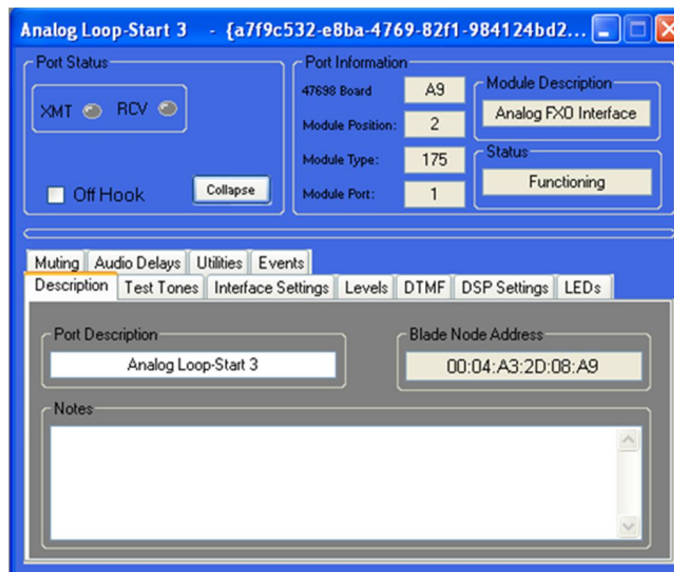 Analog Loop-Start 3 - {a7f9c532-e8ba-4769-82f1-984124bd2...
Port Status
XMT RCV
Off Hook
Collapse
Port Information
47698 Board A9
Module Position: 2
Module Type: 175
Module Port: 1
Module Description
Analog FXO Interface
Status
Functioning
Muting Audio Delays Utilities Events
Description Test Tones Interface Settings Levels DTMF DSP Settings LEDs
Port Description
Analog Loop-Start 3
Blade Node Address
00:04:A3:2D:08:A9
Notes